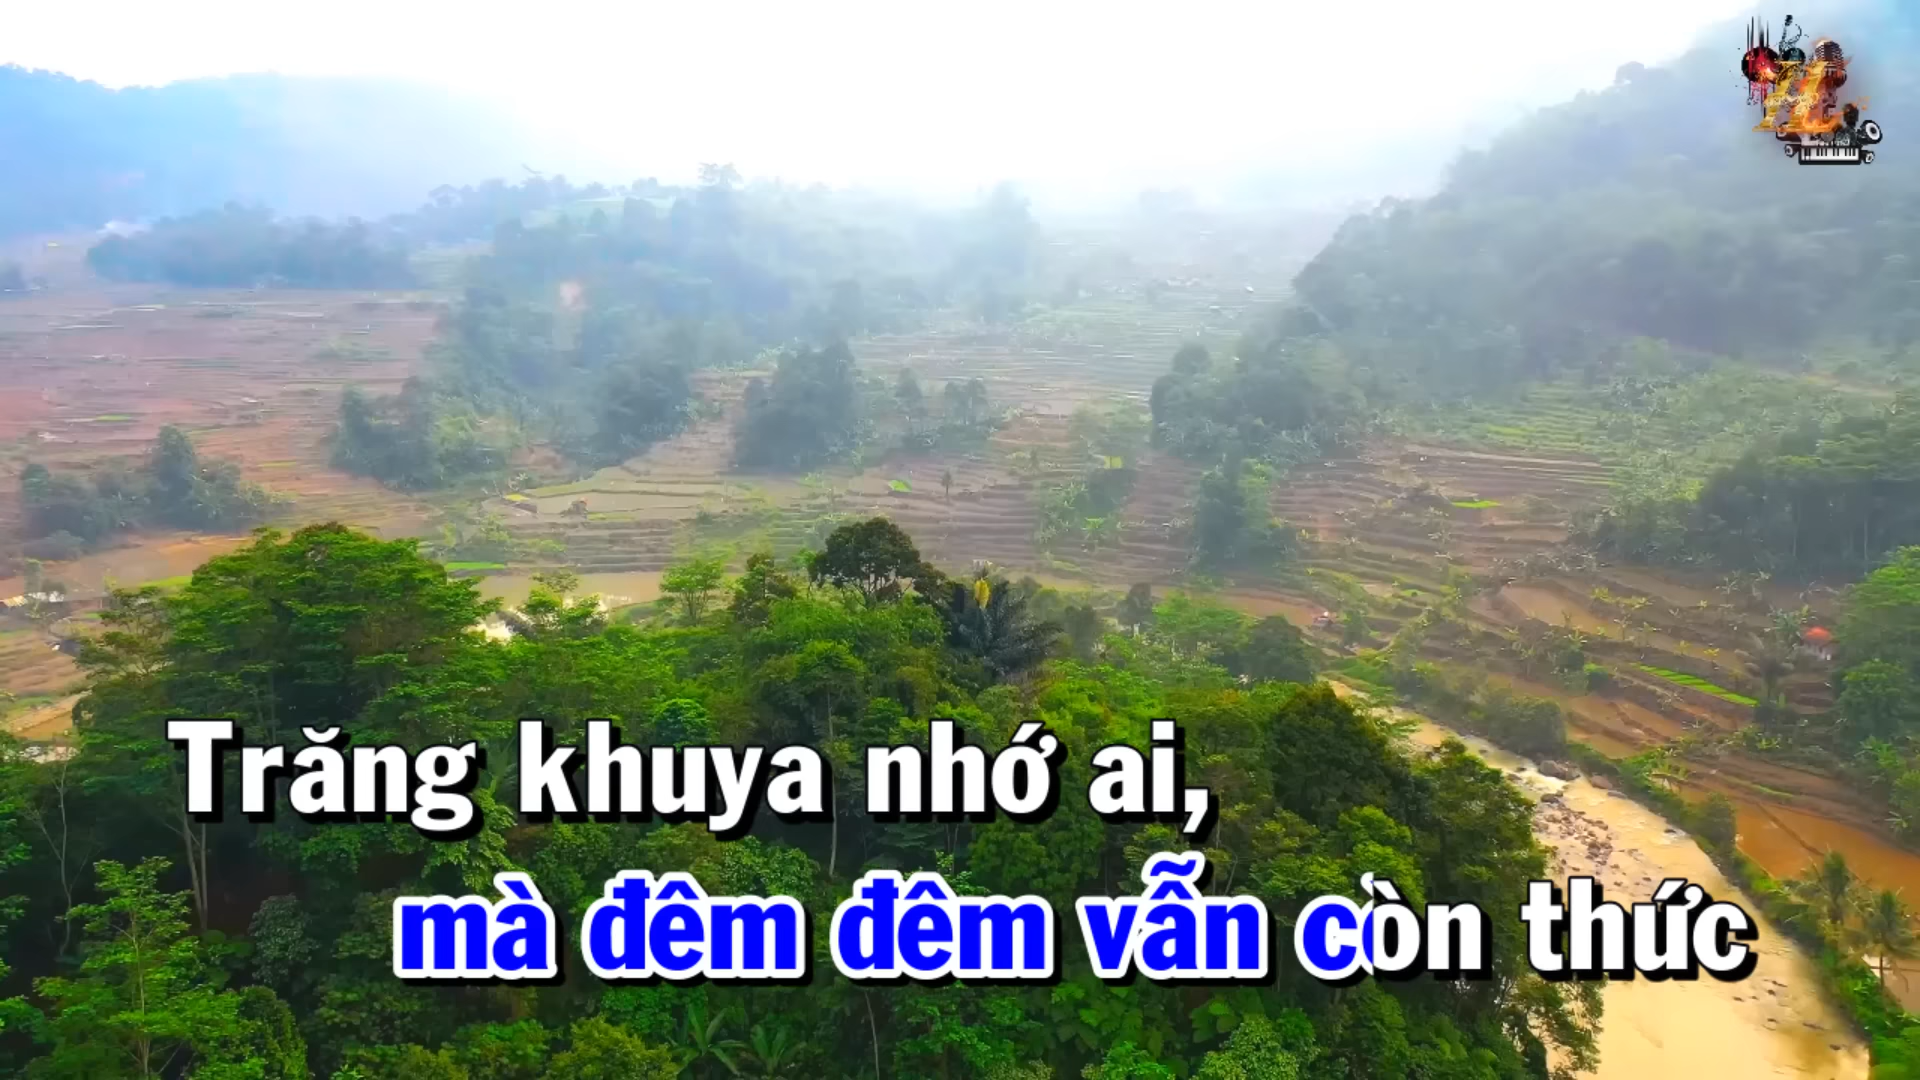 Trăng khuya nhớ ai,
mà đêm đêm vẫn còn thức